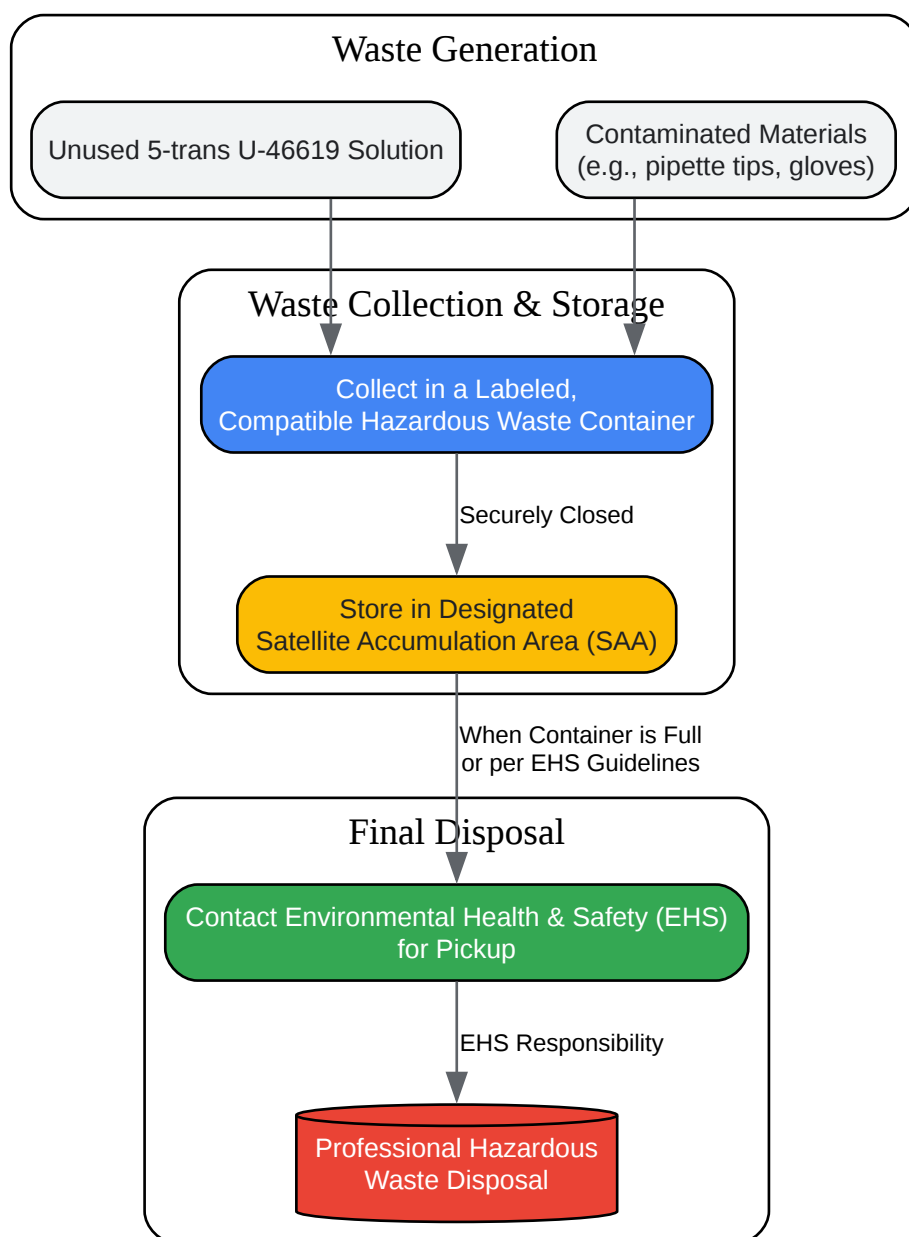 Waste Generation
Unused 5-trans U-46619 Solution
Contaminated Materials
(e.g., pipette tips, gloves)
Waste Collection & Storage
Collect in a Labeled,
Compatible Hazardous Waste Container
Securely Closed
Store in Designated
Satellite Accumulation Area (SAA)
When Container is Full
or per EHS Guidelines
Final Disposal
Contact Environmental Health & Safety (EHS)
for Pickup
EHS Responsibility
Professional Hazardous
Waste Disposal